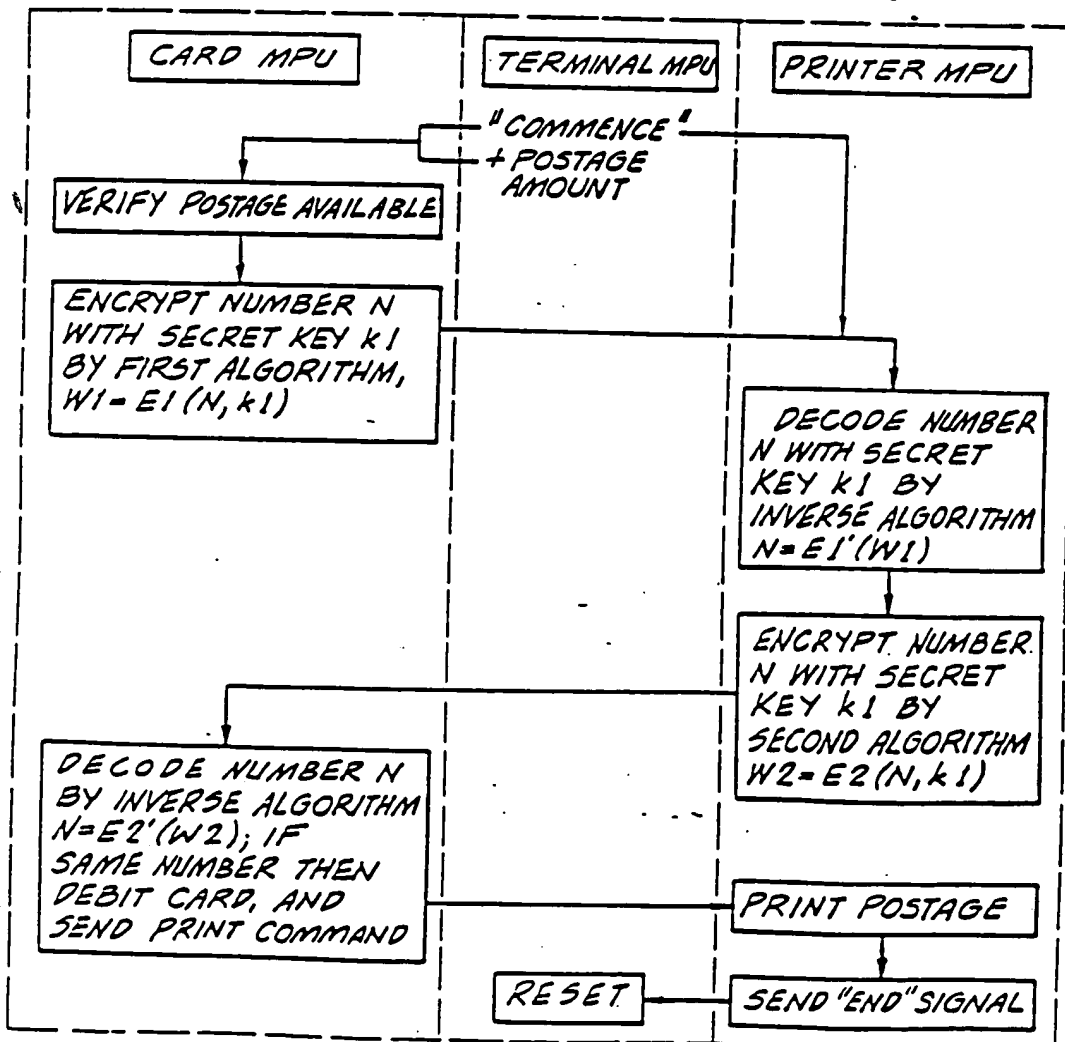 CARD MPU
TERMINAL MPU
PRINTER MPU
"COMMENCE"
+ POSTAGE
AMOUNT
VERIFY POSTAGE AVAILABLE
ENCRYPT NUMBER N
WITH SECRET KEY k1
BY FIRST ALGORITHM,
W1=E1(N,k1)
DECODE NUMBER
N WITH SECRET
KEY k1 BY
INVERSE ALGORITHM
N=E1'(W1)
ENCRYPT NUMBER
N WITH SECRET
KEY k1 BY
SECOND ALGORITHM
W2=E2(N,k1)
DECODE NUMBER N
BY INVERSE ALGORITHM
N=E2'(W2); IF
SAME NUMBER THEN
DEBIT CARD, AND
SEND PRINT COMMAND
PRINT POSTAGE
SEND "END" SIGNAL
RESET